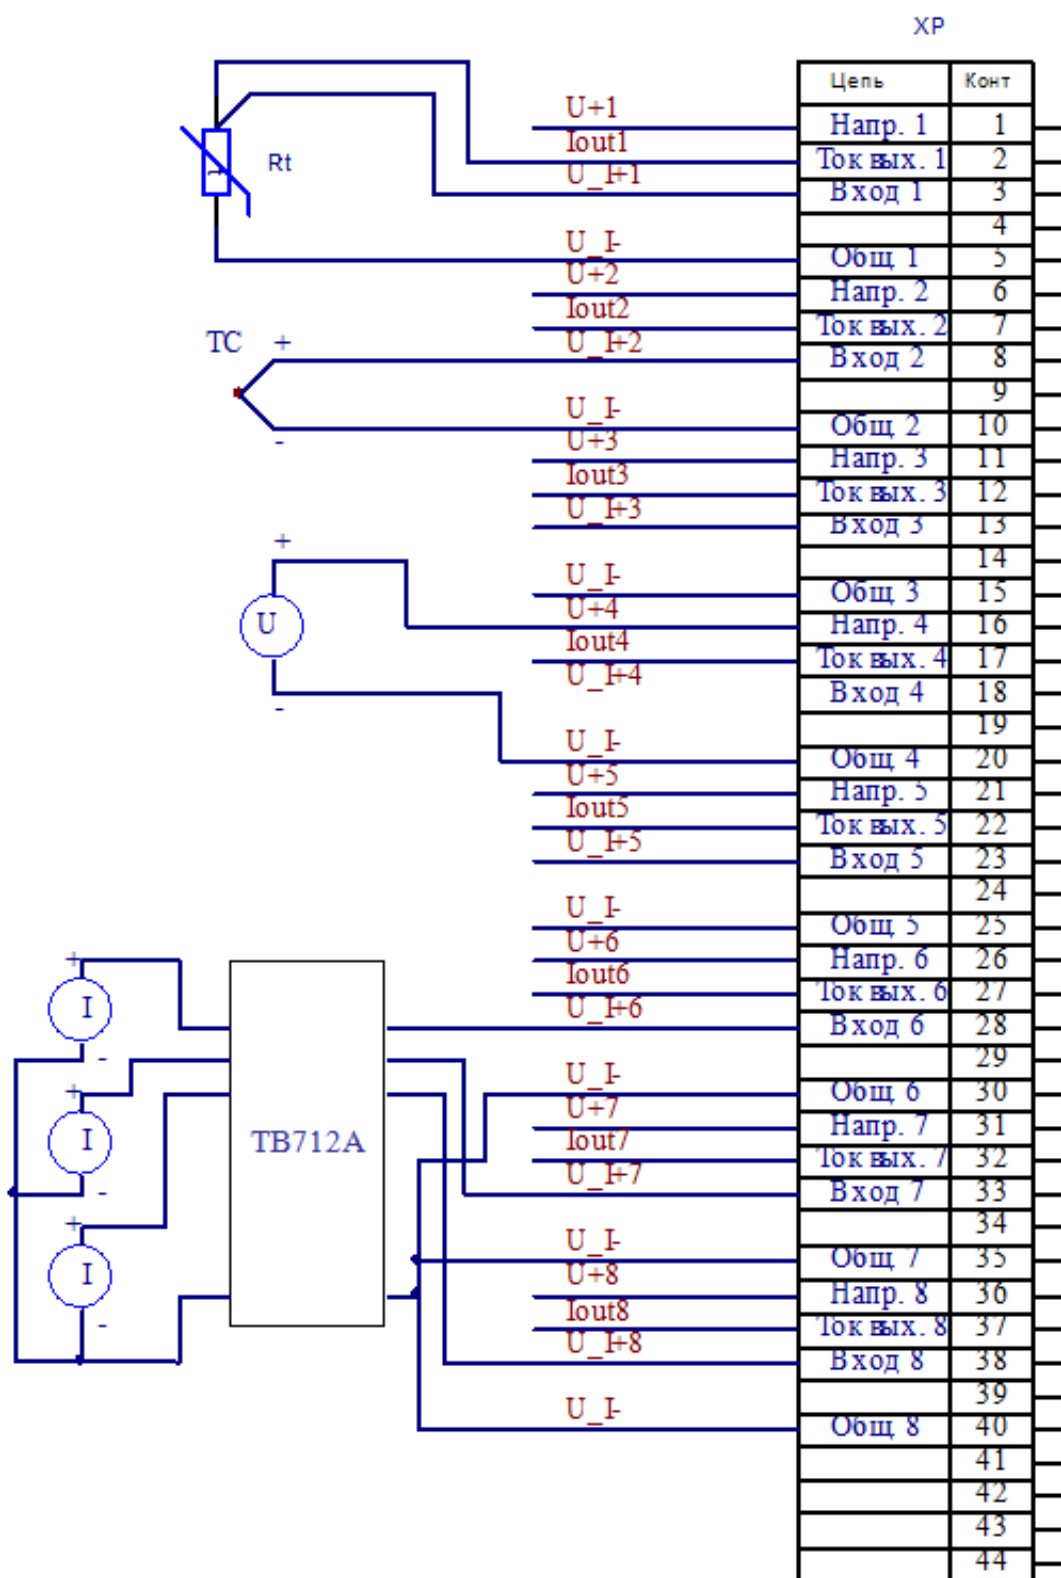 XP
Цепь Конт
U+1
Напр. 1 1
Iout1
Ток вых. 1 2
Rt
t
U_I+1
Вход 1 3
4
U_I-
Общ. 1 5
U+2
Напр. 2 6
Iout2
Ток вых. 2 7
TC +
U_I+2
Вход 2 8
9
U_I-
Общ. 2 10
-
U+3
Напр. 3 11
Iout3
Ток вых. 3 12
U_I+3
Вход 3 13
+
14
U_I-
Общ. 3 15
U
U+4
Напр. 4 16
Iout4
Ток вых. 4 17
U_I+4
Вход 4 18
-
19
U_I-
Общ. 4 20
U+5
Напр. 5 21
Iout5
Ток вых. 5 22
U_I+5
Вход 5 23
24
U_I-
Общ. 5 25
U+6
Напр. 6 26
+
Iout6
Ток вых. 6 27
I
U_I+6
Вход 6 28
-
29
U_I-
Общ. 6 30
+
U+7
Напр. 7 31
I
TB712A
Iout7
Ток вых. 7 32
U_I+7
Вход 7 33
-
34
+
U_I-
Общ. 7 35
I
U+8
Напр. 8 36
Iout8
Ток вых. 8 37
-
U_I+8
Вход 8 38
39
U_I-
Общ. 8 40
41
42
43
44